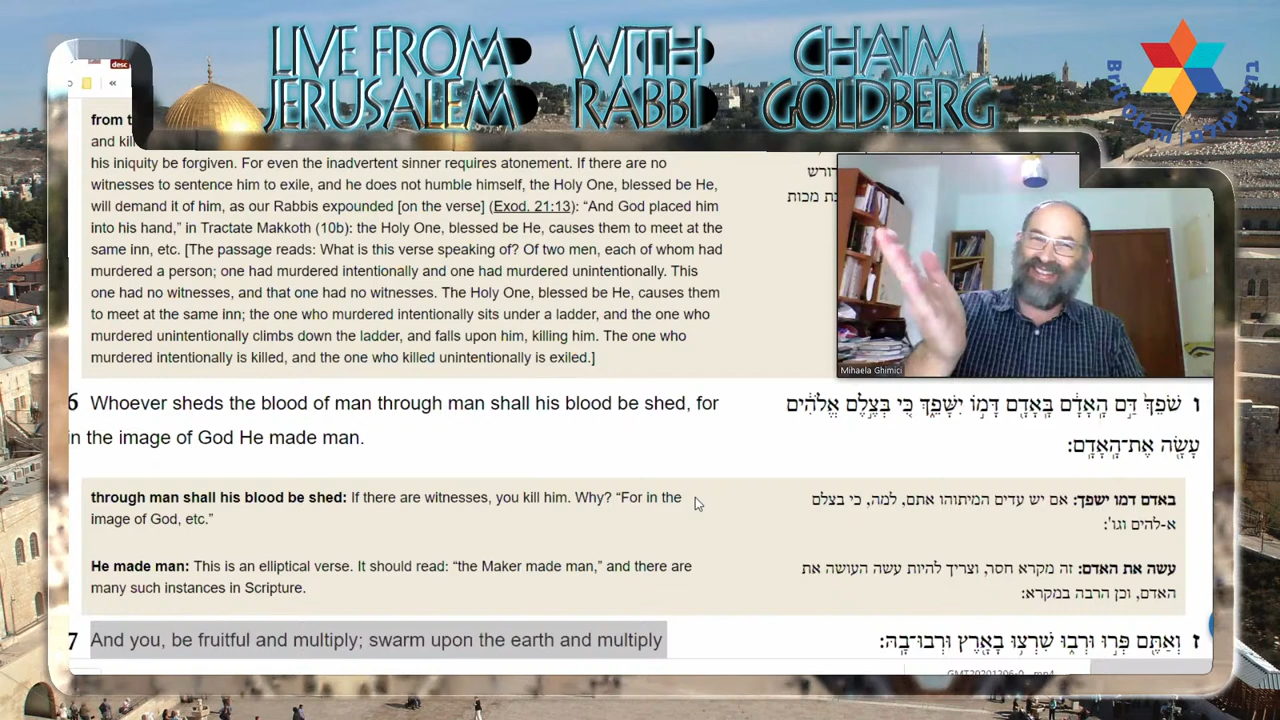 LIVE FROM WITH CHAIM
JERUSALEM RABBI GOLDBERG
Brit Olam | ברית עולם
desc
«
from t
and kil
his iniquity be forgiven. For even the inadvertent sinner requires atonement. If there are no
witnesses to sentence him to exile, and he does not humble himself, the Holy One, blessed be He,
will demand it of him, as our Rabbis expounded [on the verse] (Exod. 21:13): “And God placed him
into his hand,” in Tractate Makkoth (10b): the Holy One, blessed be He, causes them to meet at the
same inn, etc. [The passage reads: What is this verse speaking of? Of two men, each of whom had
murdered a person; one had murdered intentionally and one had murdered unintentionally. This
one had no witnesses, and that one had no witnesses. The Holy One, blessed be He, causes them
to meet at the same inn; the one who murdered intentionally sits under a ladder, and the one who
murdered unintentionally climbs down the ladder, and falls upon him, killing him. The one who
murdered intentionally is killed, and the one who killed unintentionally is exiled.]
דורש
ת מכות
Mihaela Ghimici
6 Whoever sheds the blood of man through man shall his blood be shed, for
in the image of God He made man.
ו שֹׁפֵךְ֙ דַּ֣ם הָֽאָדָ֔ם בָּֽאָדָ֖ם דָּמ֣וֹ יִשָּׁפֵ֑ךְ כִּ֚י בְּצֶ֣לֶם אֱלֹהִ֔ים
עָשָׂ֖ה אֶת־הָֽאָדָֽם:
through man shall his blood be shed: If there are witnesses, you kill him. Why? “For in the
image of God, etc.”
באדם דמו ישפך: אם יש עדים המיתוהו אתם, למה, כי בצלם
א-להים וגו':
He made man: This is an elliptical verse. It should read: “the Maker made man,” and there are
many such instances in Scripture.
עשה את האדם: זה מקרא חסר, וצריך להיות עשה העושה את
האדם, וכן הרבה במקרא:
7 And you, be fruitful and multiply; swarm upon the earth and multiply
ז וְאַתֶּ֖ם פְּר֣וּ וּרְב֑וּ שִׁרְצ֥וּ בָאָ֖רֶץ וּרְבוּ־בָֽהּ: